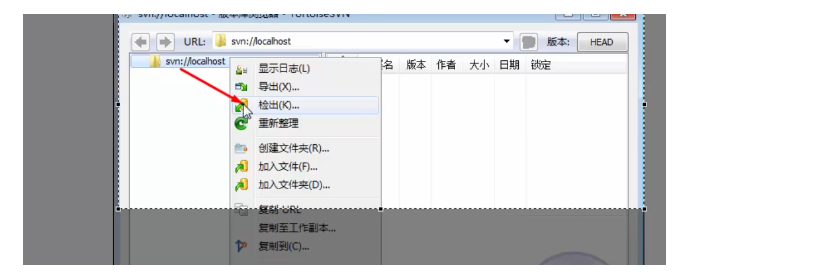 svn://localhost - 版本库浏览器 - TortoiseSVN
URL: svn://localhost 版本: HEAD
svn://localhost
名 版本 作者 大小 日期 锁定
显示日志(L)
导出(X)...
检出(K)...
重新整理
创建文件夹(R)...
加入文件(F)...
加入文件夹(D)...
复制 URL
复制至工作副本...
复制到(C)...